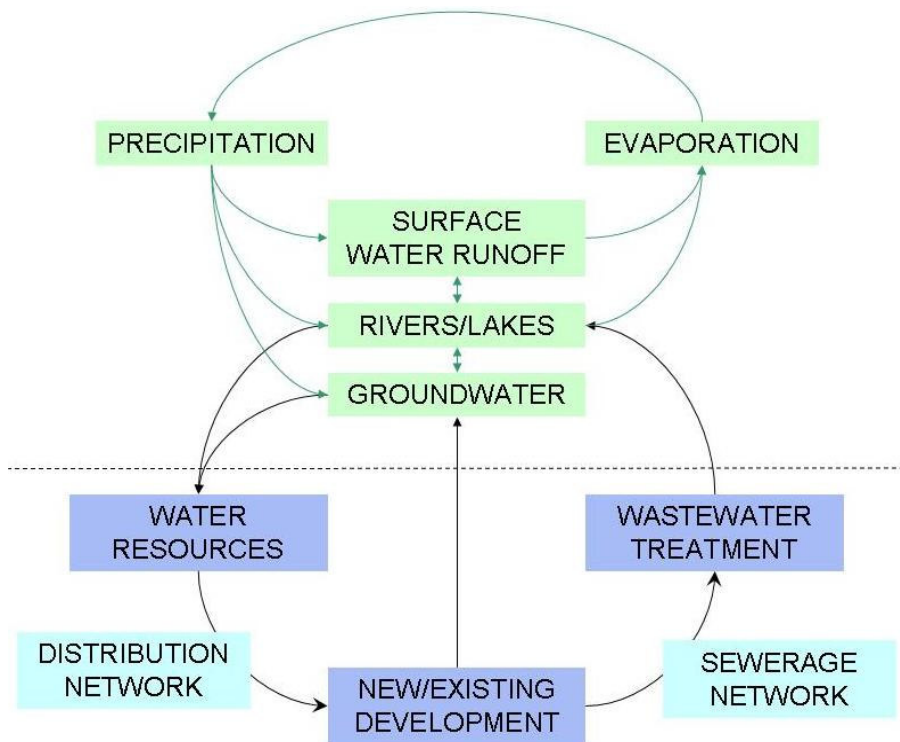 PRECIPITATION
EVAPORATION
SURFACE
WATER RUNOFF
RIVERS/LAKES
GROUNDWATER
WATER
RESOURCES
WASTEWATER
TREATMENT
DISTRIBUTION
NETWORK
NEW/EXISTING
DEVELOPMENT
SEWERAGE
NETWORK